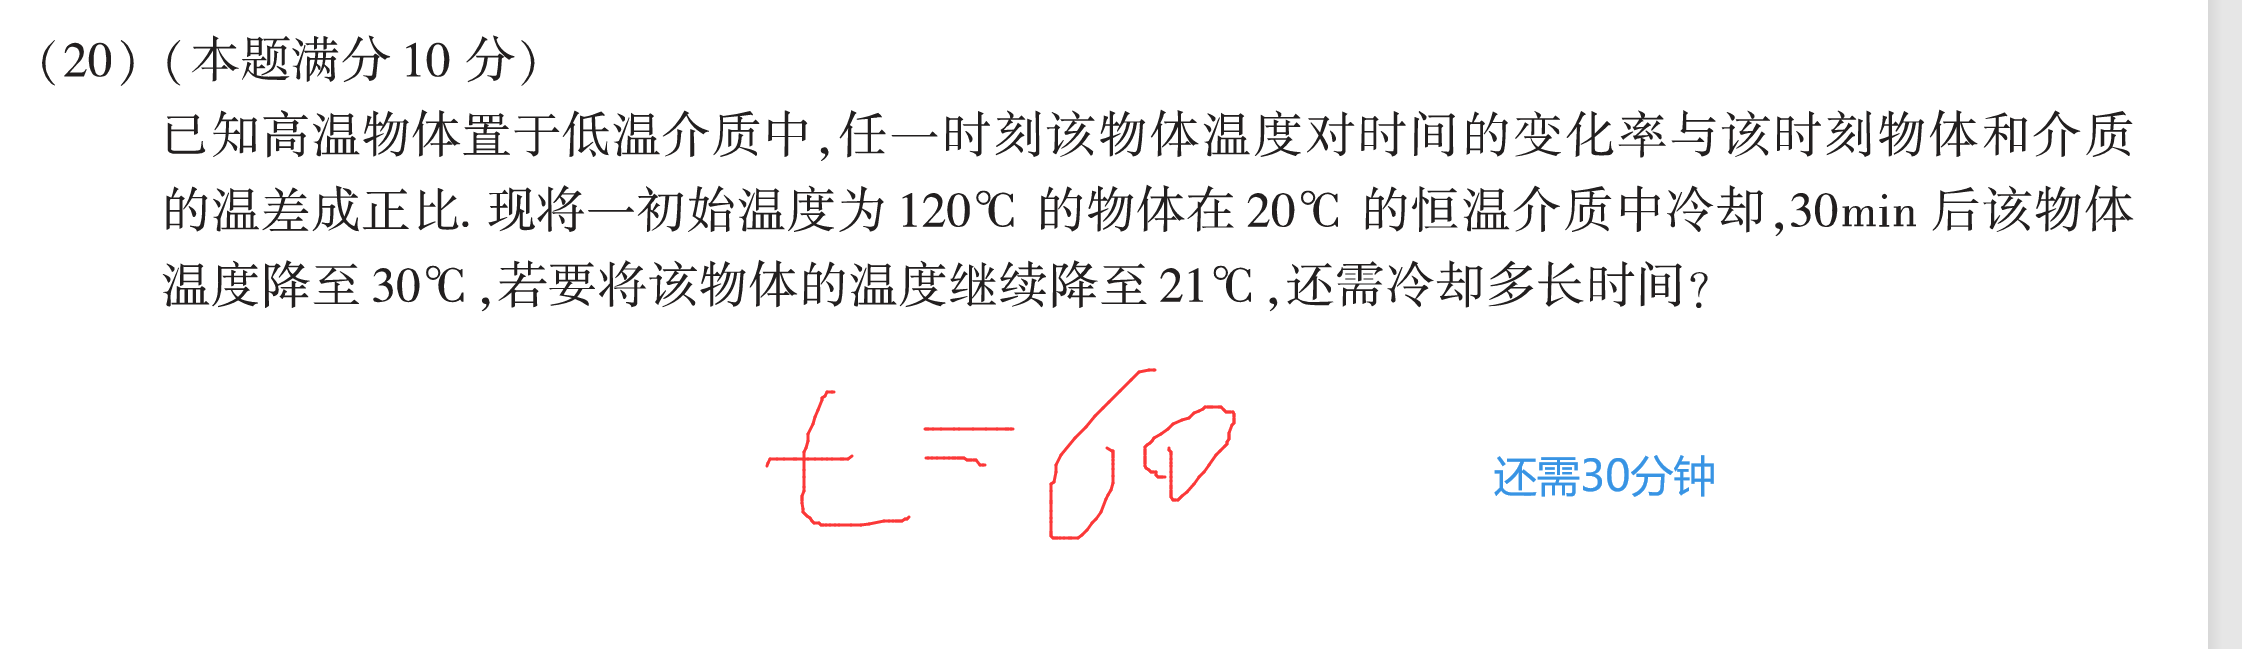 (20) (本题满分 10 分)
已知高温物体置于低温介质中,任一时刻该物体温度对时间的变化率与该时刻物体和介质
的温差成正比. 现将一初始温度为 120℃ 的物体在 20℃ 的恒温介质中冷却,30min 后该物体
温度降至 30℃ ,若要将该物体的温度继续降至 21℃ ,还需冷却多长时间?
t=60
还需30分钟